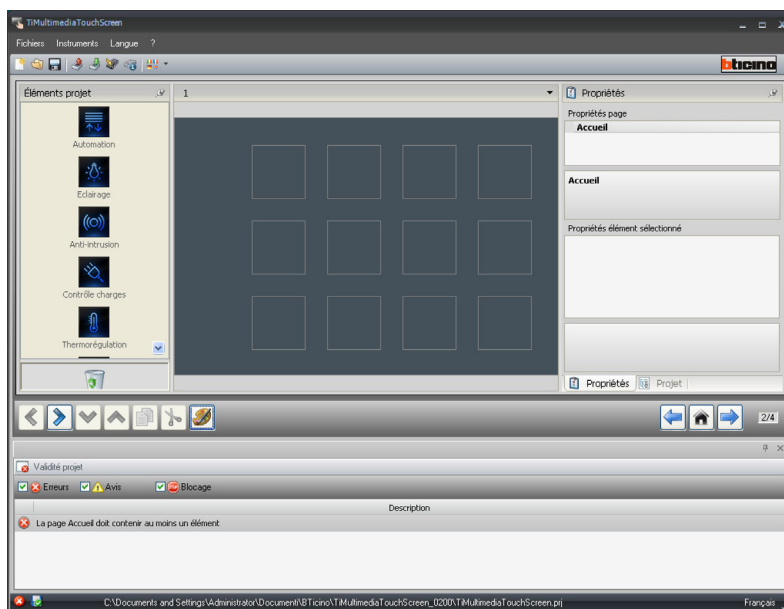 TiMultimediaTouchScreen
Fichiers Instruments Langue ?
bticino
Éléments projet
1
Propriétés
Automation
Eclairage
Anti-intrusion
Contrôle charges
Thermorégulation
Propriétés page
Accueil
Accueil
Propriétés élément sélectionné
Propriétés Projet
2/4
Validité projet
Erreurs Avis Blocage
Description
La page Accueil doit contenir au moins un élément
C:\Documents and Settings\Administrator\Documenti\BTicino\TiMultimediaTouchScreen_0200\TiMultimediaTouchScreen.prj Français